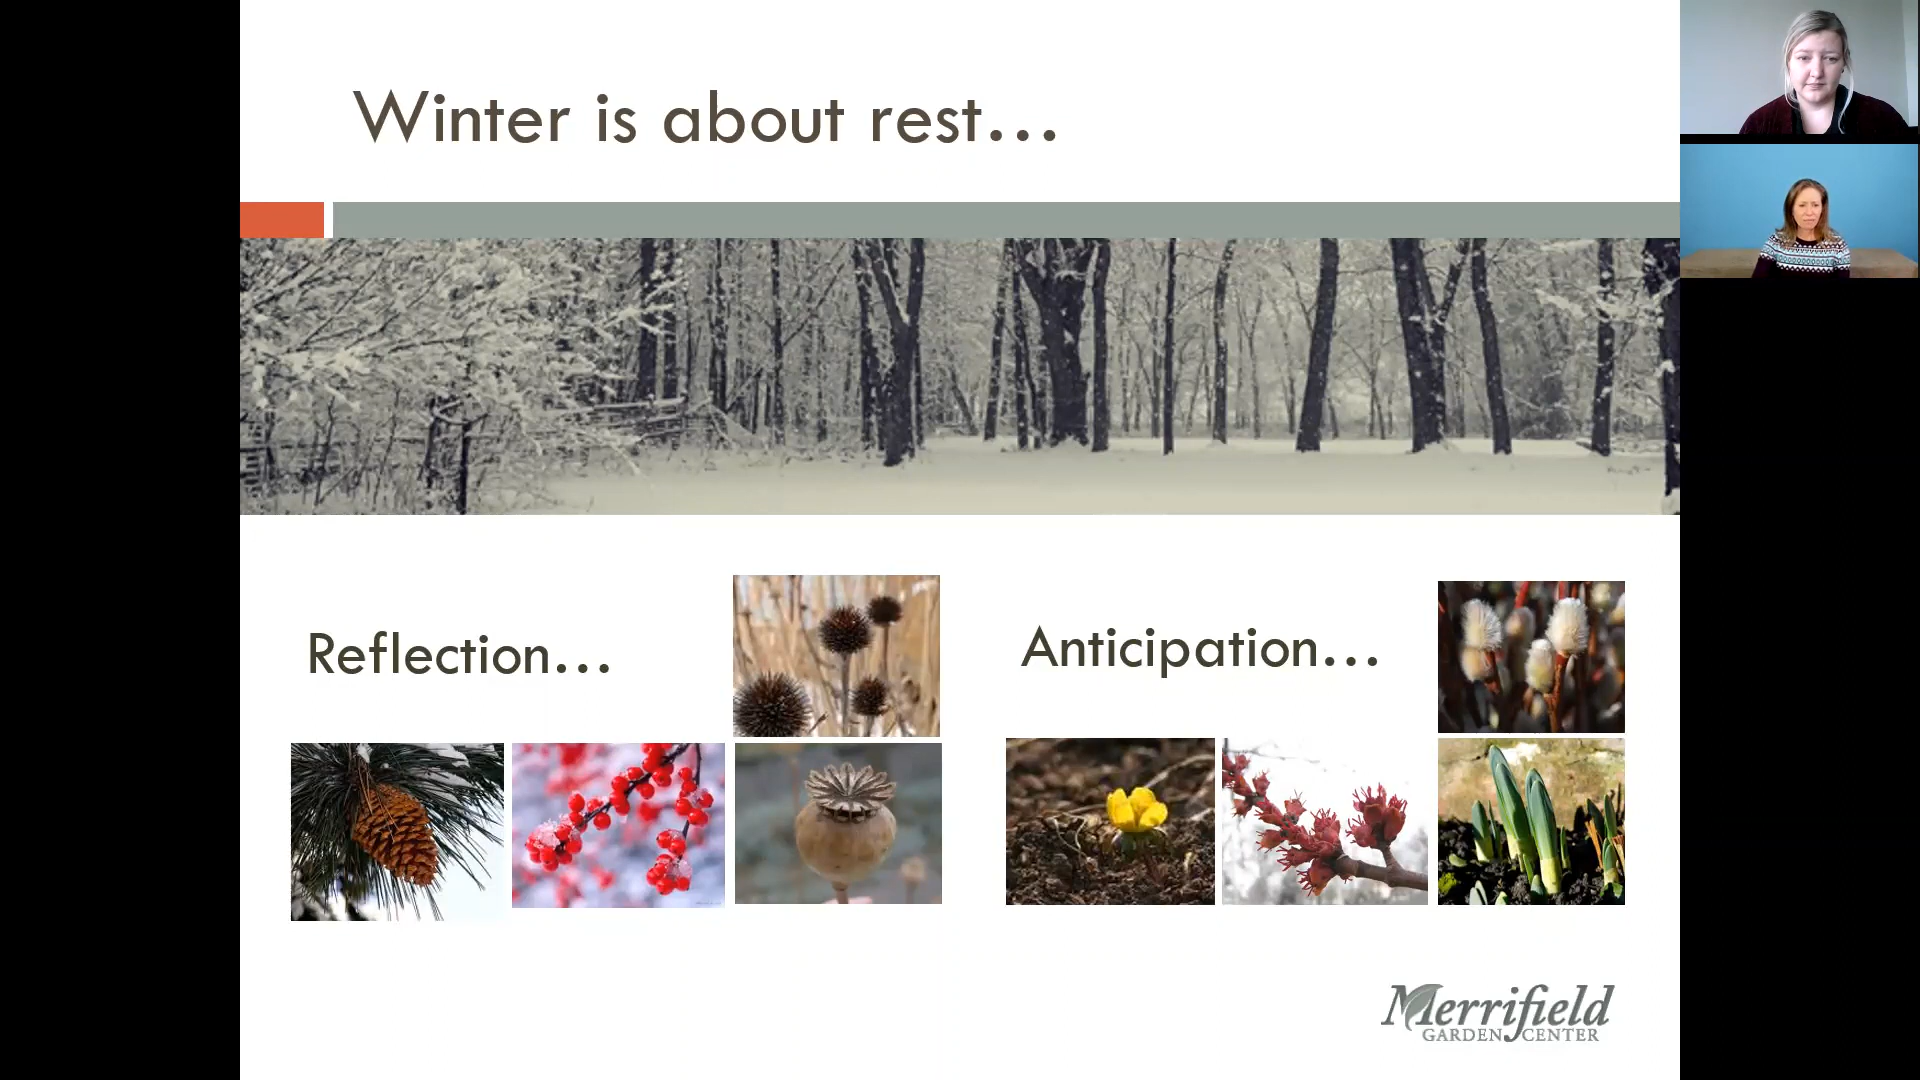 Winter is about rest...
Reflection...
Anticipation...
Merrifield
GARDEN CENTER